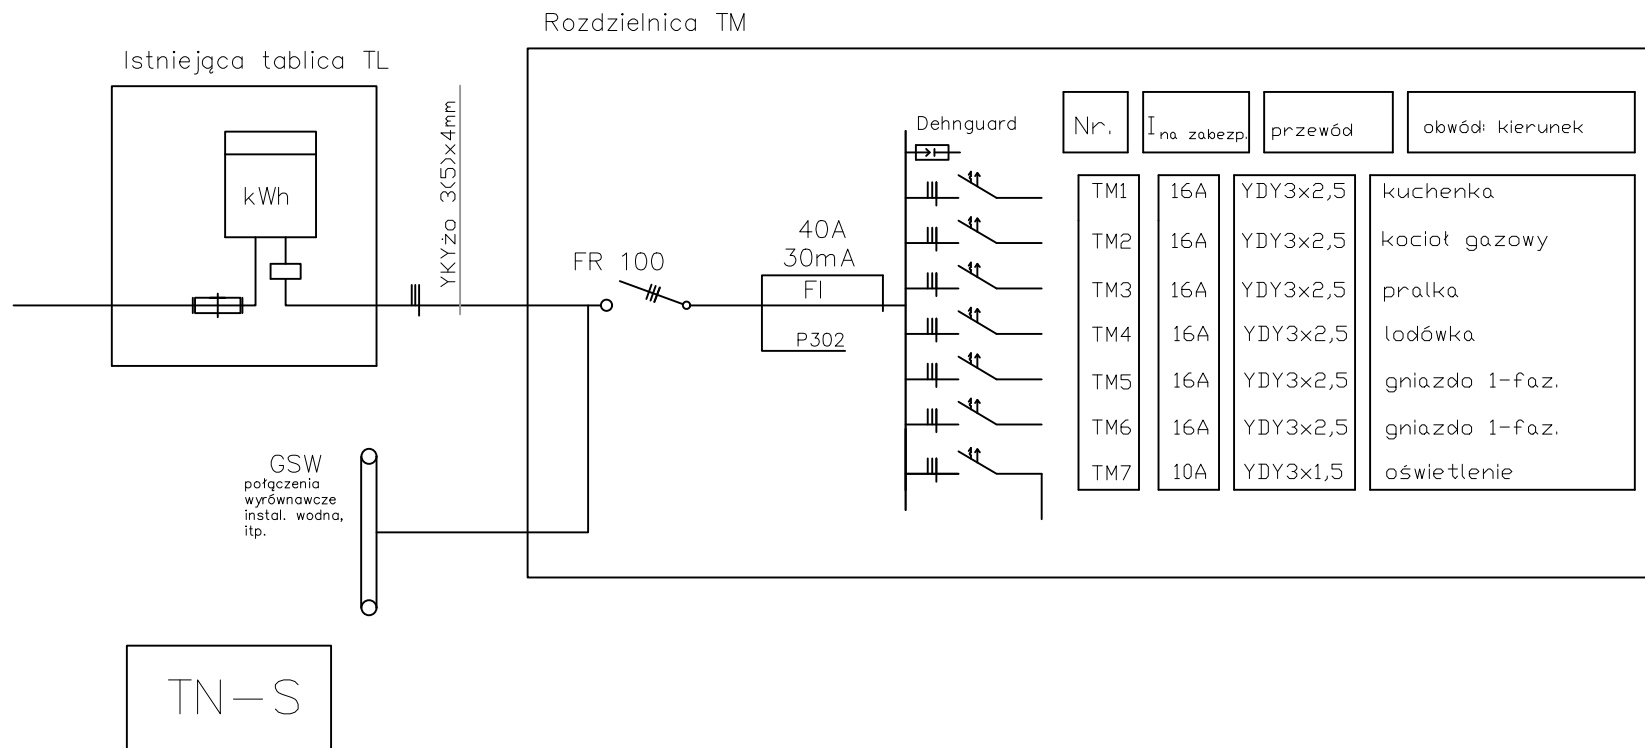 Rozdzielnica TM
Istniejąca tablica TL
kWh
YKYżo 3(5)x4mm
FR 100
40A
30mA
FI
P302
Dehnguard
Nr. I na zabezp. przewód obwód: kierunek
TM1 16A YDY3x2,5 kuchenka
TM2 16A YDY3x2,5 kocioł gazowy
TM3 16A YDY3x2,5 pralka
TM4 16A YDY3x2,5 lodówka
TM5 16A YDY3x2,5 gniazdo 1-faz.
TM6 16A YDY3x2,5 gniazdo 1-faz.
TM7 10A YDY3x1,5 oświetlenie
GSW
połączenia
wyrównawcze
instal. wodna,
itp.
TN-S